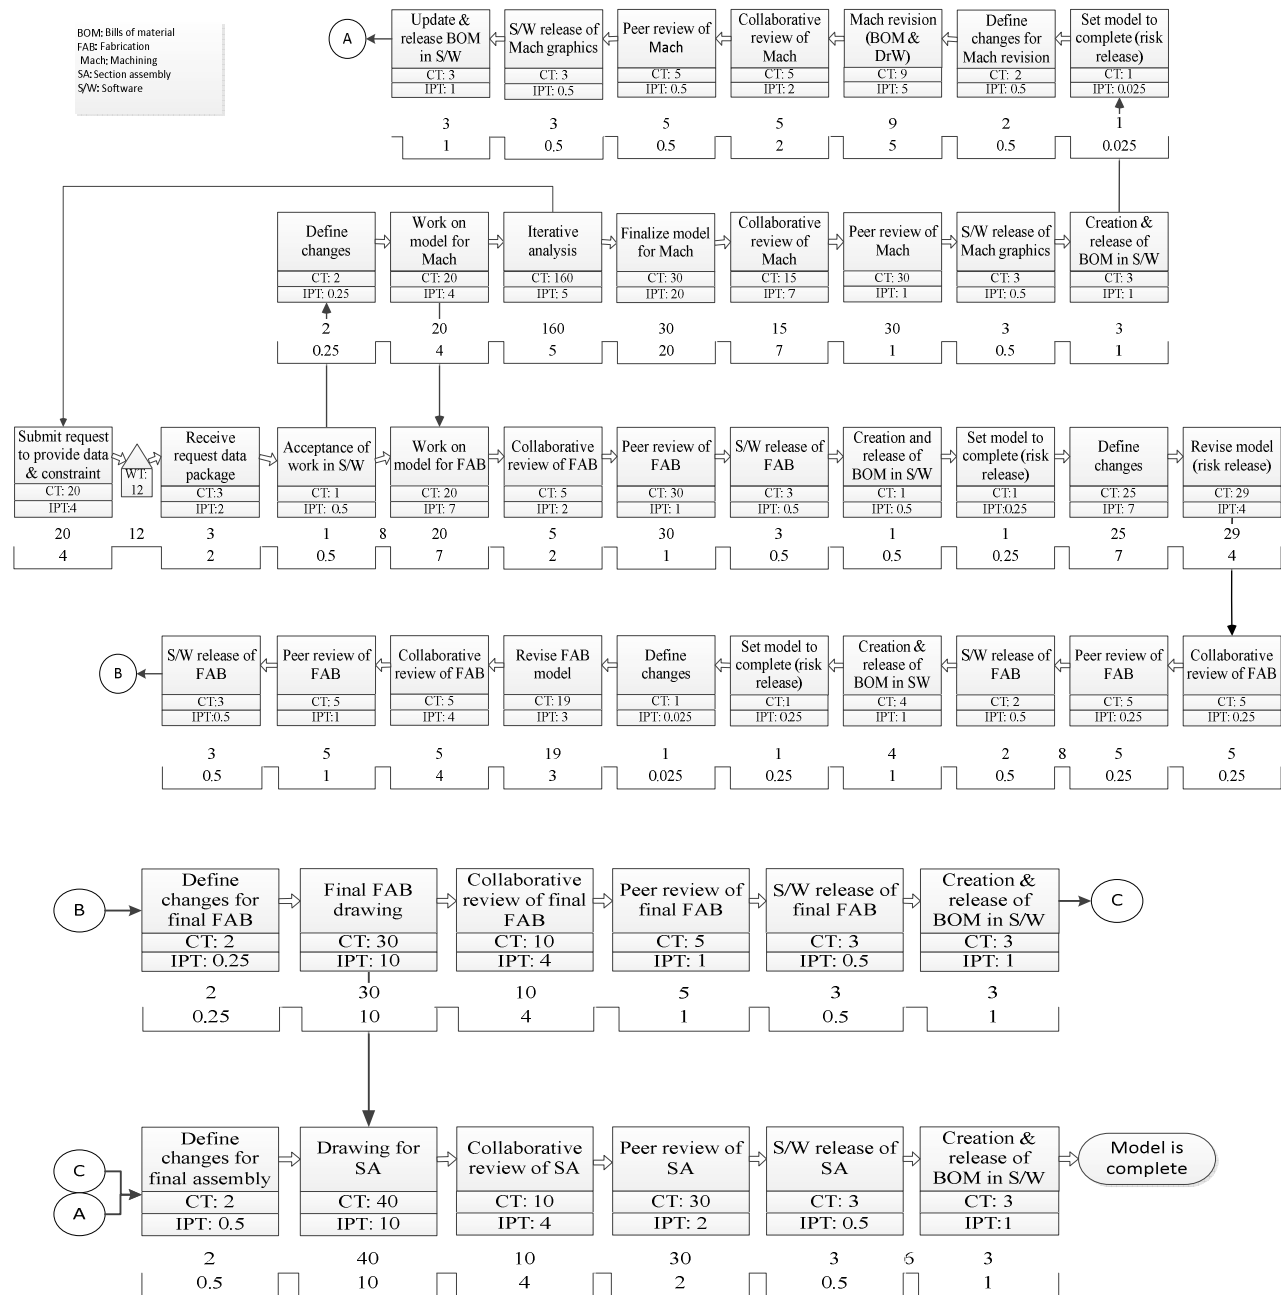 BOM: Bills of material
FAB: Fabrication
Mach: Machining
SA: Section assembly
S/W: Software
A
Update &
release BOM
in S/W
CT: 3
IPT: 1
S/W release of
Mach graphics
CT: 3
IPT: 0.5
Peer review of
Mach
CT: 5
IPT: 0.5
Collaborative
review of
Mach
CT: 5
IPT: 2
Mach revision
(BOM &
DrW)
CT: 9
IPT: 5
Define
changes for
Mach revision
CT: 2
IPT: 0.5
Set model to
complete (risk
release)
CT: 1
IPT: 0.025
3 3 5 5 9 2 1
1 0.5 0.5 2 5 0.5 0.025
Define
changes
CT: 2
IPT: 0.25
Work on
model for
Mach
CT: 20
IPT: 4
Iterative
analysis
CT: 160
IPT: 5
Finalize model
for Mach
CT: 30
IPT: 20
Collaborative
review of
Mach
CT: 15
IPT: 7
Peer review of
Mach
CT: 30
IPT: 1
S/W release of
Mach graphics
CT: 3
IPT: 0.5
Creation &
release of
BOM in S/W
CT: 3
IPT: 1
2 20 160 30 15 30 3 3
0.25 4 5 20 7 1 0.5 1
Submit request
to provide data
& constraint
CT: 20
IPT:4
WT:
12
Receive
request data
package
CT:3
IPT:2
Acceptance of
work in S/W
CT: 1
IPT: 0.5
Work on
model for FAB
CT: 20
IPT: 7
Collaborative
review of FAB
CT: 5
IPT: 2
Peer review
of FAB
CT: 30
IPT: 1
S/W release
of FAB
CT: 3
IPT: 0.5
Creation and
release of
BOM in S/W
CT: 1
IPT: 0.5
Set model to
complete (risk
release)
CT:1
IPT:0.25
Define
changes
CT: 25
IPT: 7
Revise model
(risk release)
CT: 29
IPT:4
20 12 3 1 8 20 5 30 3 1 1 25 29
4 2 0.5 7 2 1 0.5 0.5 0.25 7 4
B
S/W release of
FAB
CT:3
IPT:0.5
Peer review of
FAB
CT: 5
IPT:1
Collaborative
review of FAB
CT: 5
IPT: 4
Revise FAB
model
CT: 19
IPT: 3
Define
changes
CT: 1
IPT: 0.025
Set model to
complete (risk
release)
CT:1
IPT: 0.25
Creation &
release of
BOM in SW
CT: 4
IPT: 1
S/W release of
FAB
CT: 2
IPT: 0.5
Peer review of
FAB
CT: 5
IPT: 0.25
Collaborative
review of FAB
CT: 5
IPT: 0.25
3 5 5 19 1 1 4 2 8 5 5
0.5 1 4 3 0.025 0.25 1 0.5 0.25 0.25
B
Define
changes for
final FAB
CT: 2
IPT: 0.25
Final FAB
drawing
CT: 30
IPT: 10
Collaborative
review of final
FAB
CT: 10
IPT: 4
Peer review of
final FAB
CT: 5
IPT: 1
S/W release
of final FAB
CT: 3
IPT: 0.5
Creation &
release of
BOM in S/W
CT: 3
IPT: 1
C
2 30 10 5 3 3
0.25 10 4 1 0.5 1
C
A
Define
changes for
final assembly
CT: 2
IPT: 0.5
Drawing for
SA
CT: 40
IPT: 10
Collaborative
review of SA
CT: 10
IPT: 4
Peer review of
SA
CT: 30
IPT: 2
S/W release of
SA
CT: 3
IPT: 0.5
Creation &
release of
BOM in S/W
CT: 3
IPT:1
Model is
complete
2 40 10 30 3 6 3
0.5 10 4 2 0.5 1